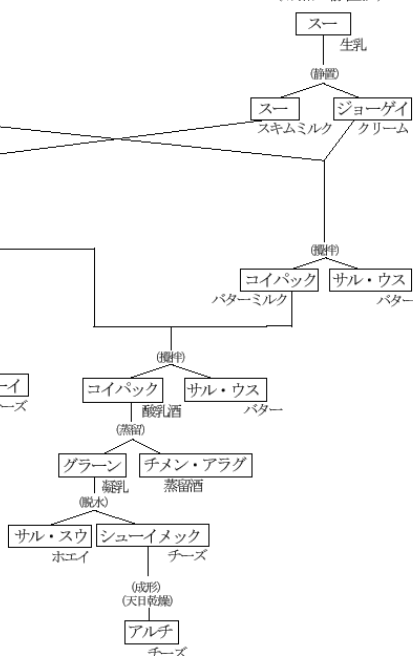 スー
生乳
(静置)
スー
ジョーゲイ
スキムミルク
クリーム
(攪拌)
コイパック
サル・ウス
バターミルク
バター
(攪拌)
ーイ
ーズ
コイパック
サル・ウス
酸乳酒
バター
(蒸留)
グラーン
チメン・アラグ
凝乳
蒸留酒
(脱水)
サル・スウ
シューイメック
ホエイ
チーズ
(成形)
(天日乾燥)
アルチ
チーズ